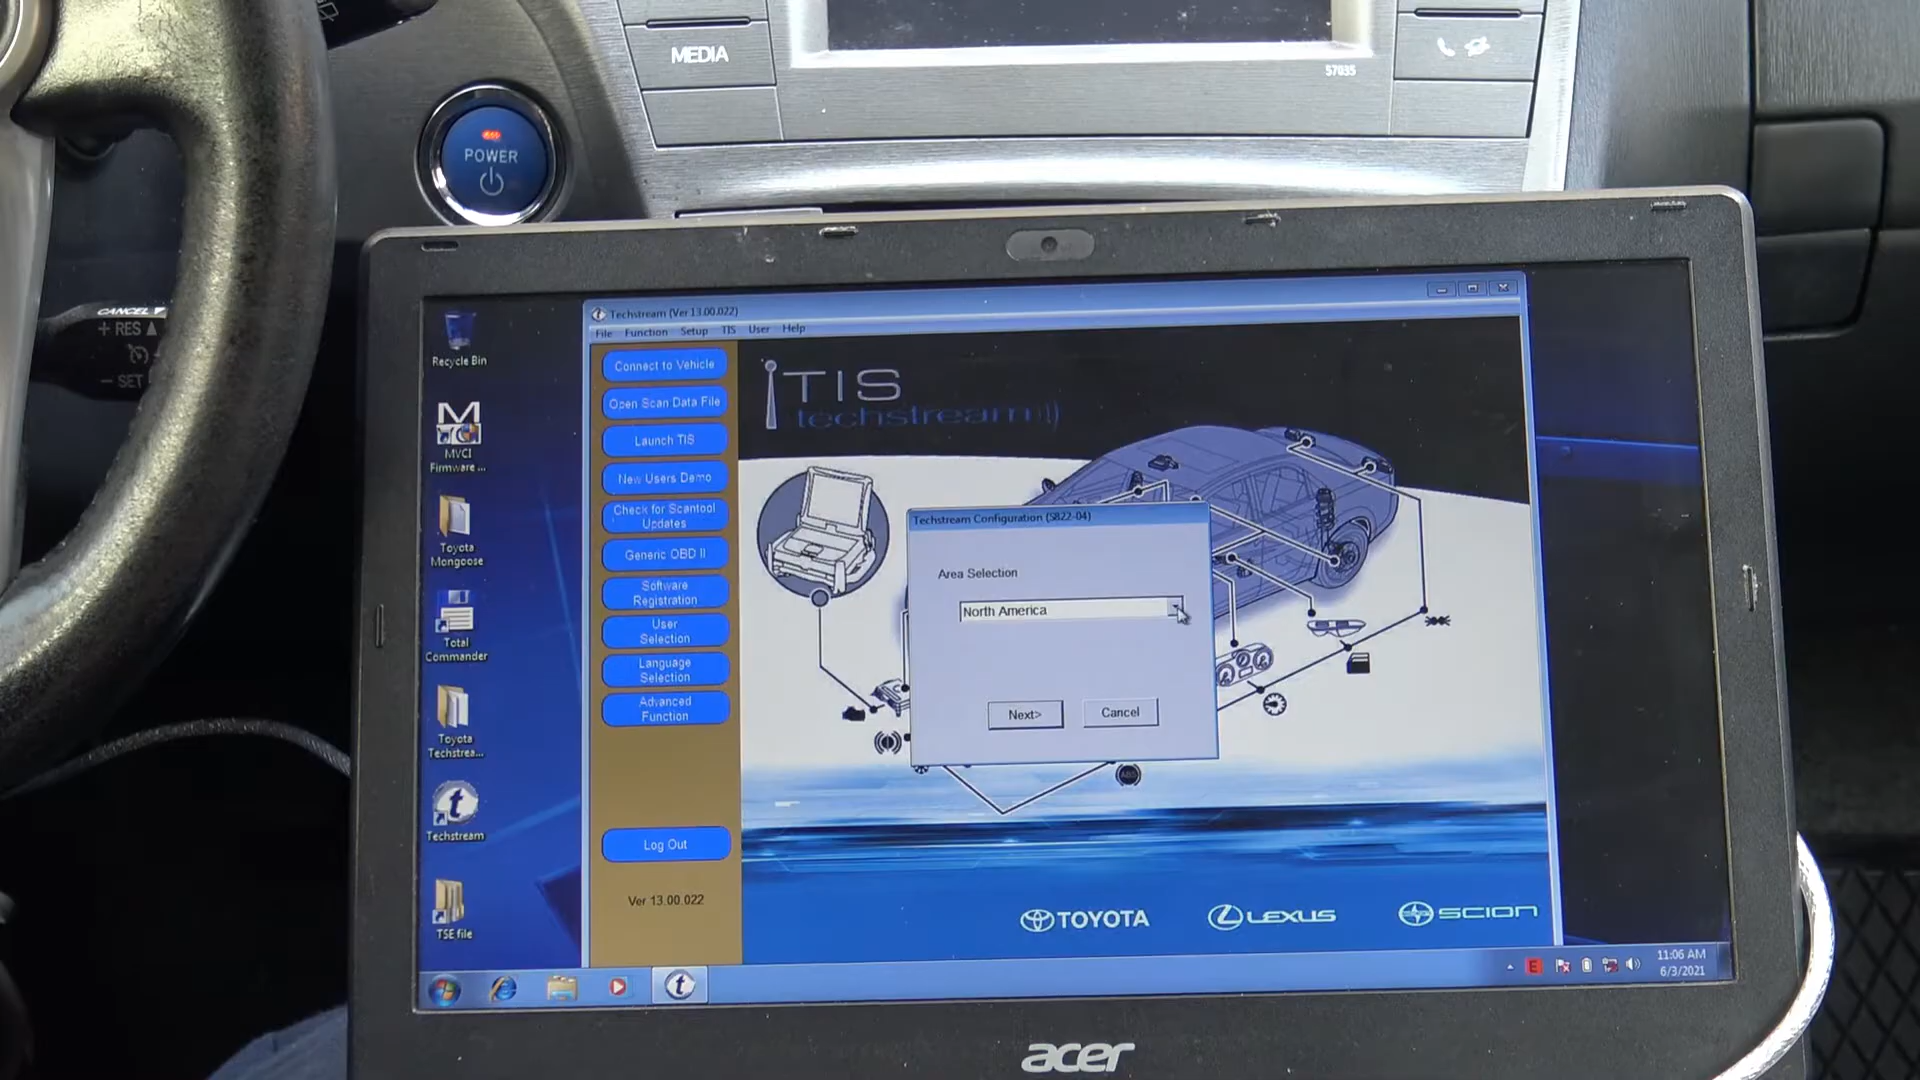 MEDIA
57035
POWER
CANCEL
+ RES
- SET
Recycle Bin
MVCI
Firmware ...
Toyota
Mongoose
Total
Commander
Toyota
Techstrea...
Techstream
TSE file
Techstream (Ver 13.00.022)
File Function Setup TIS User Help
Connect to Vehicle
Open Scan Data File
Launch TIS
New Users Demo
Check for Scantool
Updates
Generic OBD II
Software
Registration
User
Selection
Language
Selection
Advanced
Function
Log Out
Ver 13.00.022
TIS
techstream
Techstream Configuration (S822-04)
Area Selection
North America
Next>
Cancel
ABS
TOYOTA
LEXUS
SCION
E
11:06 AM
6/3/2021
acer